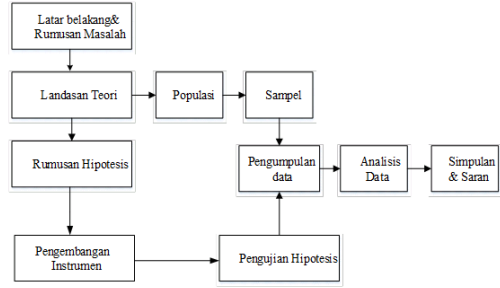 Latar belakang&
Rumusan Masalah
Landasan Teori
Populasi
Sampel
Rumusan Hipotesis
Pengumpulan
data
Analisis
Data
Simpulan
& Saran
Pengembangan
Instrumen
Pengujian Hipotesis